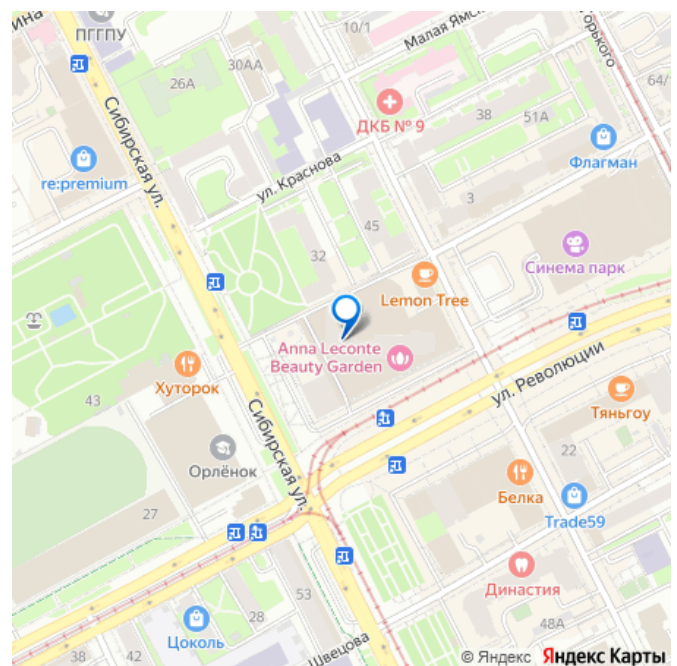 ПГГПУ
10/1
Малая Ямск
Горького
30АА
26А
64/
ДКБ № 9
38
51А
Сибирская ул.
re:premium
ул. Краснова
Флагман
3
45
32
Синема парк
Lemon Tree
Anna Leconte
Beauty Garden
ул. Революции
Хуторок
43
Тяньгоу
Сибирская ул.
Орлёнок
22
Белка
27
Trade59
Династия
53
28
Цоколь
48А
Швецова
38
42
© Яндекс Яндекс Карты